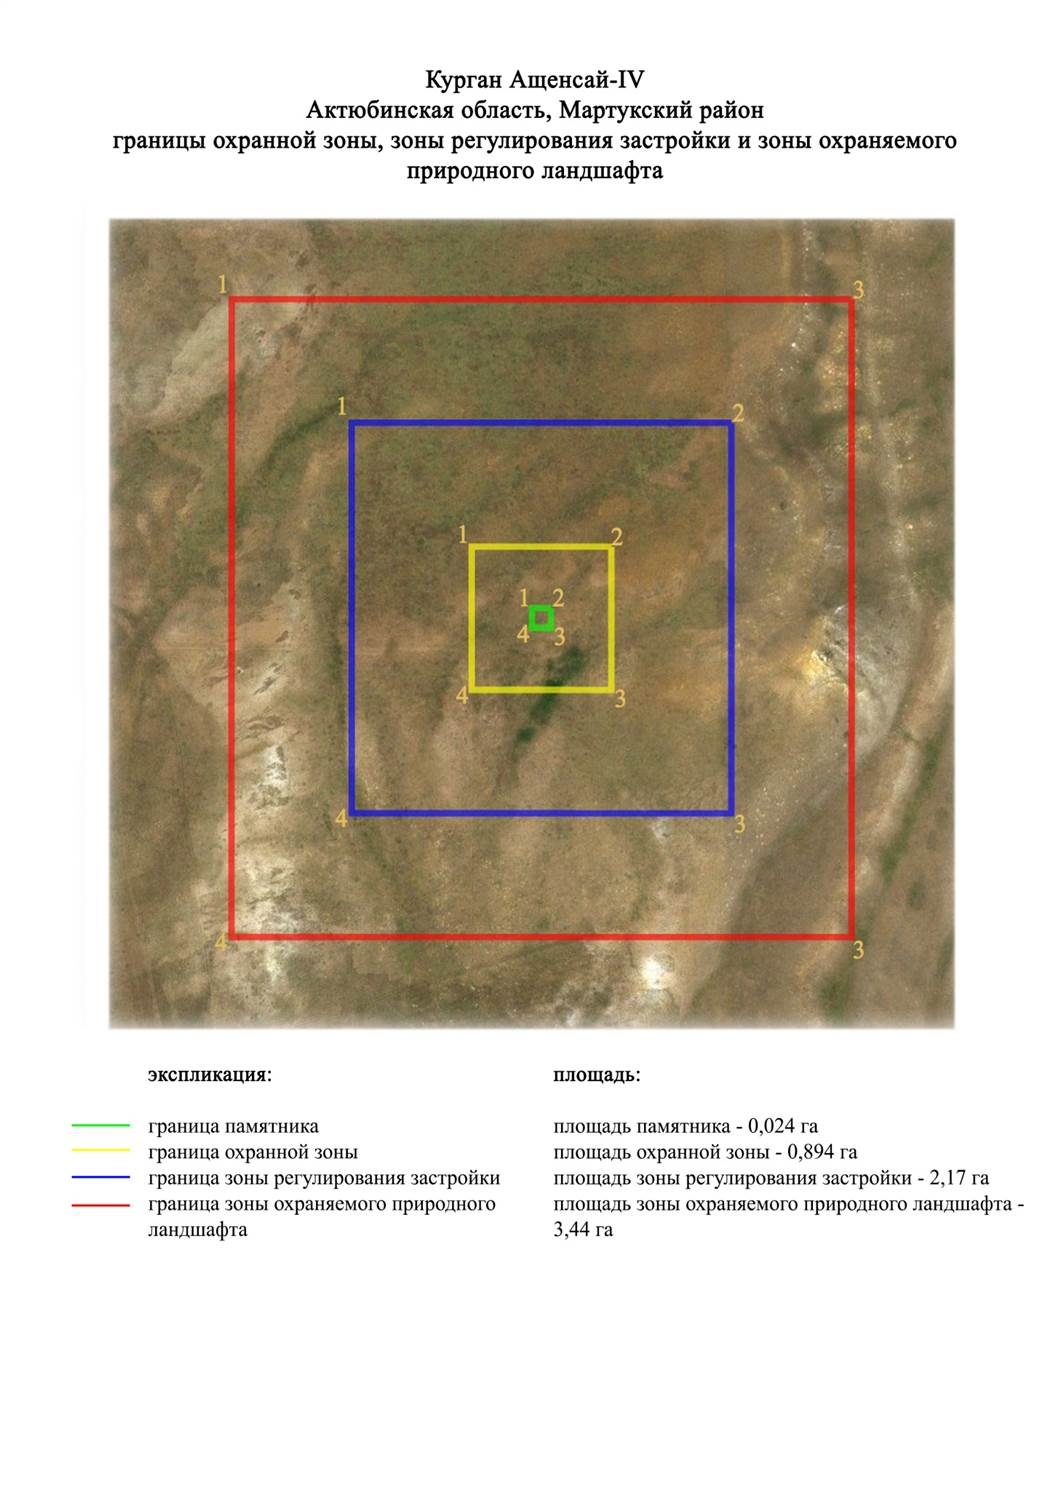 Курган Ащенсай-IV
Актюбинская область, Мартукский район
границы охранной зоны, зоны регулирования застройки и зоны охраняемого
природного ландшафта
1
3
1
2
1
2
1 2
4 3
4
3
4
3
4
3
экспликация:
площадь:
граница памятника
площадь памятника - 0,024 га
граница охранной зоны
площадь охранной зоны - 0,894 га
граница зоны регулирования застройки
площадь зоны регулирования застройки - 2,17 га
граница зоны охраняемого природного
ландшафта
площадь зоны охраняемого природного ландшафта -
3,44 га